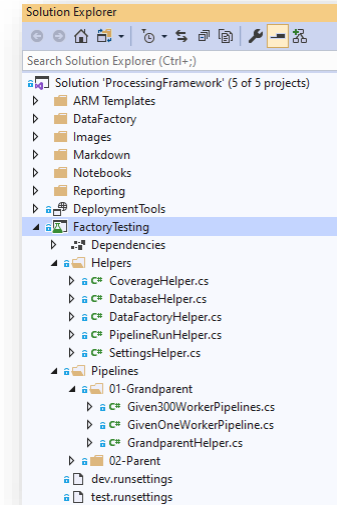 Solution Explorer
Search Solution Explorer (Ctrl+;)
Solution 'ProcessingFramework' (5 of 5 projects)
ARM Templates
DataFactory
Images
Markdown
Notebooks
Reporting
DeploymentTools
FactoryTesting
Dependencies
Helpers
C# CoverageHelper.cs
C# DatabaseHelper.cs
C# DataFactoryHelper.cs
C# PipelineRunHelper.cs
C# SettingsHelper.cs
Pipelines
01-Grandparent
C# Given300WorkerPipelines.cs
C# GivenOneWorkerPipeline.cs
C# GrandparentHelper.cs
02-Parent
dev.runsettings
test.runsettings